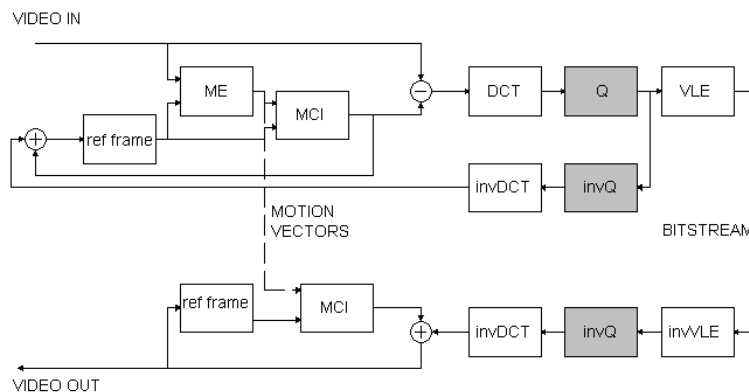 VIDEO IN
ME
MCI
DCT
Q
VLE
ref frame
invDCT
invQ
MOTION
VECTORS
BITSTREAM
ref frame
MCI
invDCT
invQ
invVLE
VIDEO OUT